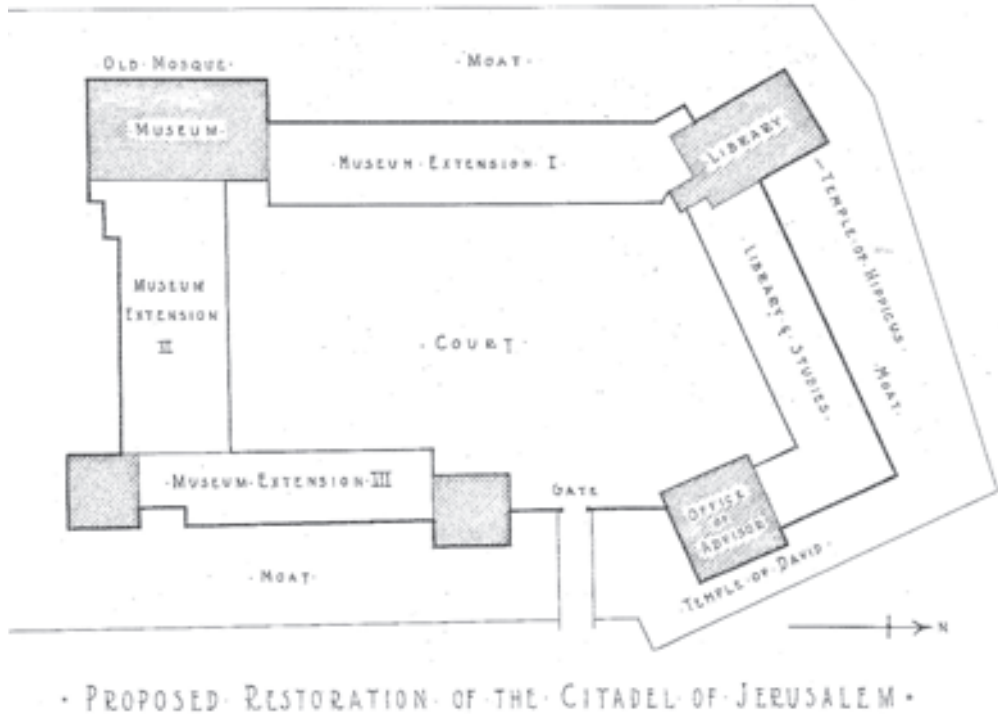 · OLD · MOSQUE ·
· MOAT ·
· MUSEUM ·
· MUSEUM · EXTENSION I ·
· LIBRARY ·
· TEMPLE · OF · HIPPICUS ·
MUSEUM
EXTENSION
II
· COURT ·
· LIBRARY & · STUDIES ·
· MOAT ·
· MUSEUM · EXTENSION · III ·
GATE
OFFICE
OF
ADVISOR
· TEMPLE · OF · DAVID ·
· MOAT ·
N
· PROPOSED · RESTORATION · OF · THE · CITADEL OF · JERUSALEM ·